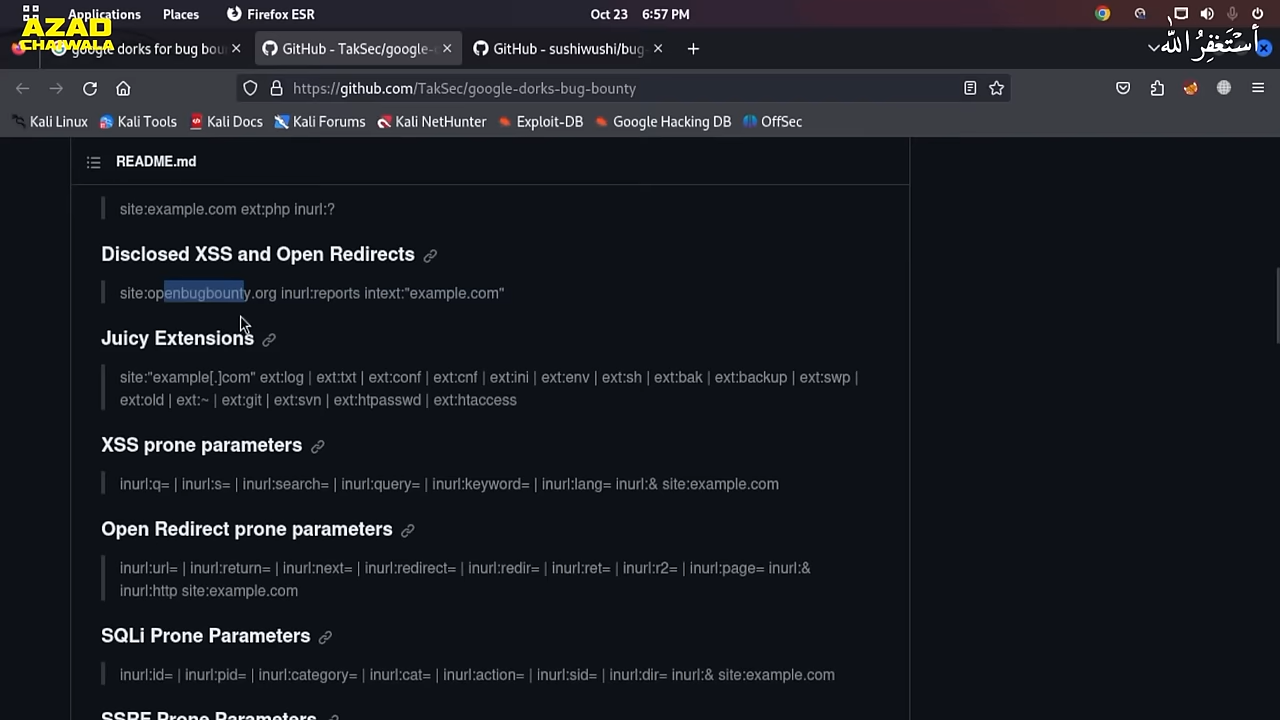 Applications Places Firefox ESR Oct 23 6:57 PM
AZAD
CHAIWALA
أستغفر الله
google dorks for bug bou
GitHub - TakSec/google-
GitHub - sushiwushi/bug-
https://github.com/TakSec/google-dorks-bug-bounty
Kali Linux Kali Tools Kali Docs Kali Forums Kali NetHunter Exploit-DB Google Hacking DB OffSec
README.md
site:example.com ext:php inurl:?
Disclosed XSS and Open Redirects
site:openbugbounty.org inurl:reports intext:"example.com"
Juicy Extensions
site:"example[.]com" ext:log | ext:txt | ext:conf | ext:cnf | ext:ini | ext:env | ext:sh | ext:bak | ext:backup | ext:swp |
ext:old | ext:~ | ext:git | ext:svn | ext:htpasswd | ext:htaccess
XSS prone parameters
inurl:q= | inurl:s= | inurl:search= | inurl:query= | inurl:keyword= | inurl:lang= inurl:& site:example.com
Open Redirect prone parameters
inurl:url= | inurl:return= | inurl:next= | inurl:redirect= | inurl:redir= | inurl:ret= | inurl:r2= | inurl:page= inurl:&
inurl:http site:example.com
SQLi Prone Parameters
inurl:id= | inurl:pid= | inurl:category= | inurl:cat= | inurl:action= | inurl:sid= | inurl:dir= inurl:& site:example.com
SSRF Prone Parameters